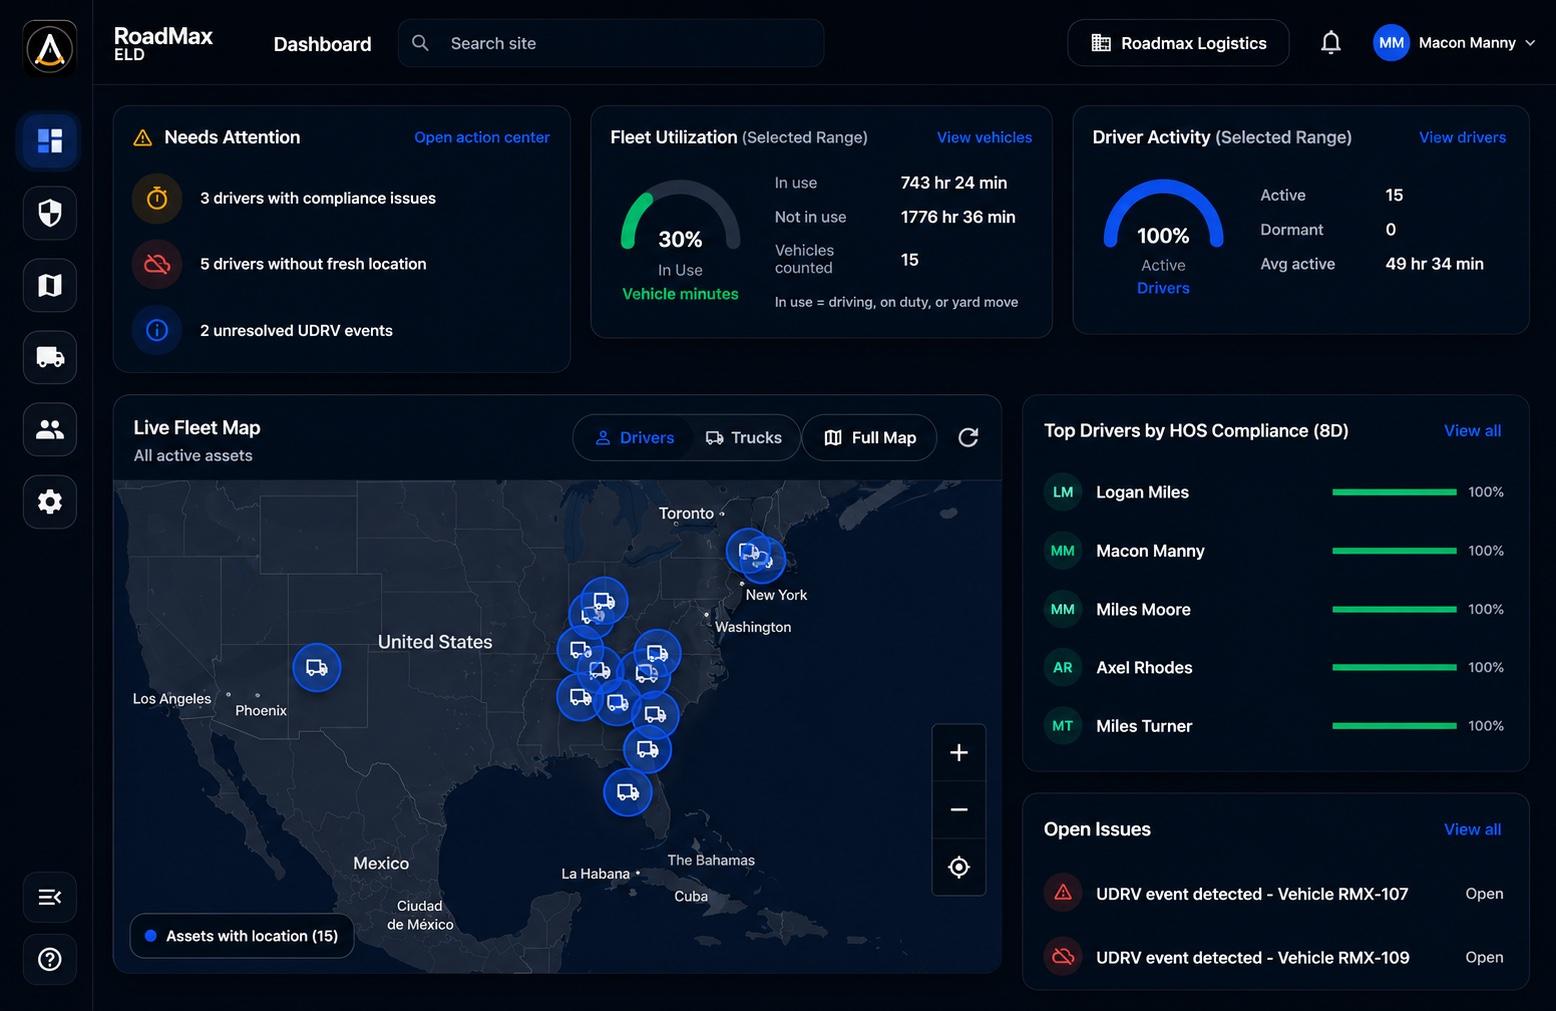 RoadMax
ELD
Dashboard
Search site
Roadmax Logistics
MM
Macon Manny
Needs Attention
Open action center
3 drivers with compliance issues
5 drivers without fresh location
2 unresolved UDRV events
Fleet Utilization (Selected Range)
View vehicles
30%
In Use
Vehicle minutes
In use 743 hr 24 min
Not in use 1776 hr 36 min
Vehicles
counted
15
In use = driving, on duty, or yard move
Driver Activity (Selected Range)
View drivers
100%
Active
Drivers
Active 15
Dormant 0
Avg active 49 hr 34 min
Live Fleet Map
All active assets
Drivers
Trucks
Full Map
Toronto
New York
Washington
United States
Los Angeles
Phoenix
Mexico
La Habana
The Bahamas
Cuba
Ciudad
de México
Assets with location (15)
Top Drivers by HOS Compliance (8D)
View all
LM Logan Miles 100%
MM Macon Manny 100%
MM Miles Moore 100%
AR Axel Rhodes 100%
MT Miles Turner 100%
Open Issues
View all
UDRV event detected - Vehicle RMX-107 Open
UDRV event detected - Vehicle RMX-109 Open